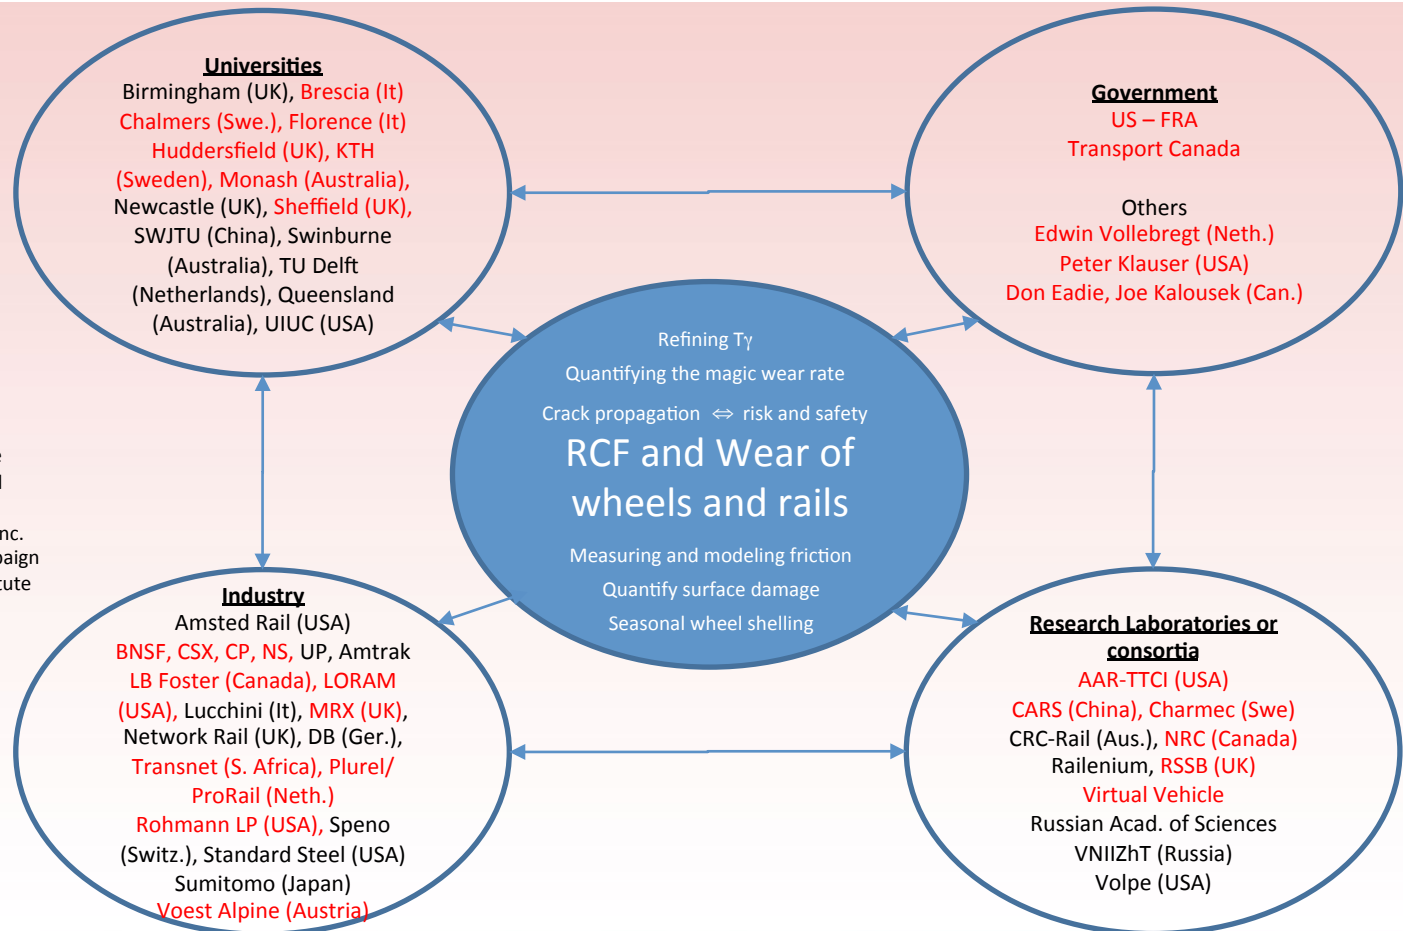 Universities
Birmingham (UK), Brescia (It)
Chalmers (Swe.), Florence (It)
Huddersfield (UK), KTH
(Sweden), Monash (Australia),
Newcastle (UK), Sheffield (UK),
SWJTU (China), Swinburne
(Australia), TU Delft
(Netherlands), Queensland
(Australia), UIUC (USA)
Government
US – FRA
Transport Canada
Others
Edwin Vollebregt (Neth.)
Peter Klauser (USA)
Don Eadie, Joe Kalousek (Can.)
Refining Tγ
Quantifying the magic wear rate
Crack propagation ⇔ risk and safety
RCF and Wear of
wheels and rails
Measuring and modeling friction
Quantify surface damage
Seasonal wheel shelling
nc.
paign
tute
Industry
Amsted Rail (USA)
BNSF, CSX, CP, NS, UP, Amtrak
LB Foster (Canada), LORAM
(USA), Lucchini (It), MRX (UK),
Network Rail (UK), DB (Ger.),
Transnet (S. Africa), Plurel/
ProRail (Neth.)
Rohmann LP (USA), Speno
(Switz.), Standard Steel (USA)
Sumitomo (Japan)
Voest Alpine (Austria)
Research Laboratories or
consortia
AAR-TTCI (USA)
CARS (China), Charmec (Swe)
CRC-Rail (Aus.), NRC (Canada)
Railenium, RSSB (UK)
Virtual Vehicle
Russian Acad. of Sciences
VNIIZhT (Russia)
Volpe (USA)